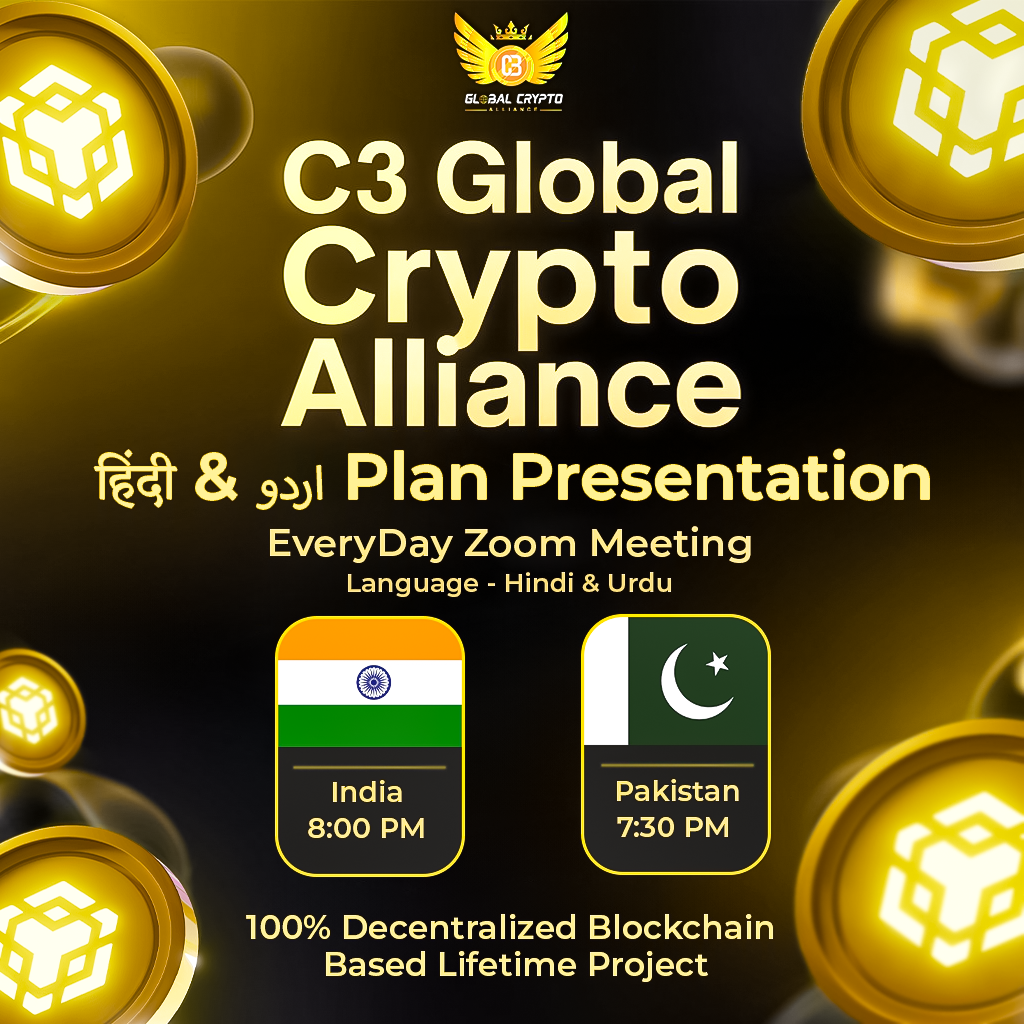 C3
GLOBAL CRYPTO
ALLIANCE
C3 Global
Crypto
Alliance
हिंदी & اردو Plan Presentation
EveryDay Zoom Meeting
Language - Hindi & Urdu
India
8:00 PM
Pakistan
7:30 PM
100% Decentralized Blockchain
Based Lifetime Project